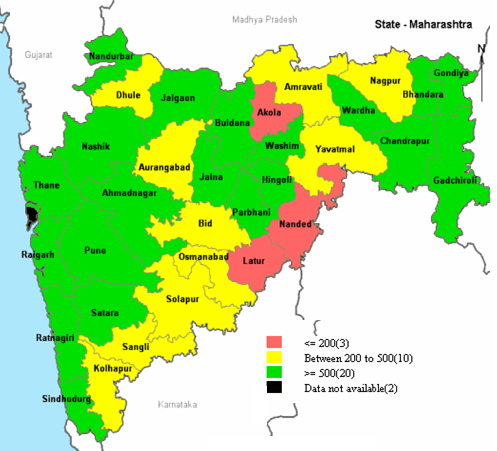 Madhya Pradesh
State - Maharashtra
N
Gujarat
Nandurbar
Gondiya
Nagpur
Amravati
Bhandara
Dhule
Jalgaon
Akola
Wardha
Buldana
Chandrapur
Nashik
Washim
Yavatmal
Aurangabad
Jalna
Hingoli
Gadchiroli
Thane
Ahmadnagar
Parbhani
Bid
Nanded
Raigarh
Pune
Osmanabad
Latur
Solapur
Satara
Ratnagiri
Sangli
Kolhapur
Sindhudurg
Karnataka
<= 200(3)
Between 200 to 500(10)
>= 500(20)
Data not available(2)